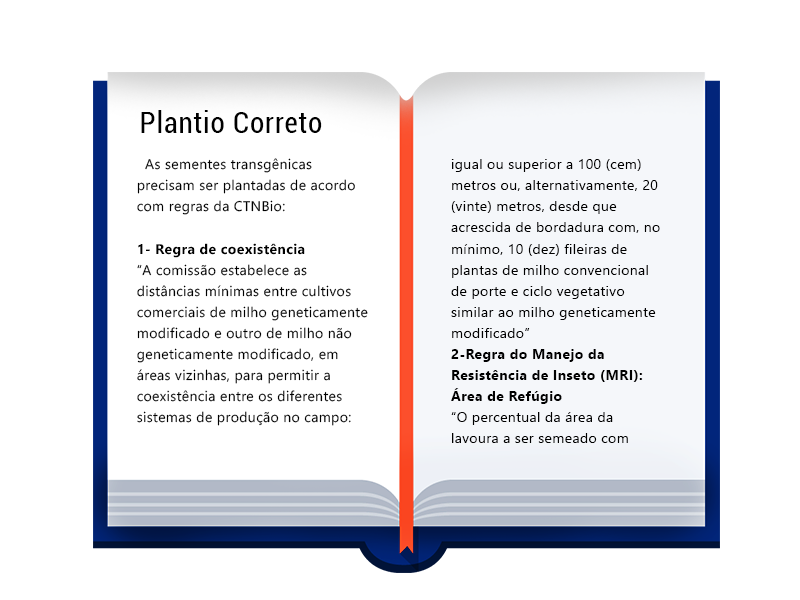 Plantio Correto
As sementes transgênicas
precisam ser plantadas de acordo
com regras da CTNBio:
1- Regra de coexistência
“A comissão estabelece as
distâncias mínimas entre cultivos
comerciais de milho geneticamente
modificado e outro de milho não
geneticamente modificado, em
áreas vizinhas, para permitir a
coexistência entre os diferentes
sistemas de produção no campo:
igual ou superior a 100 (cem)
metros ou, alternativamente, 20
(vinte) metros, desde que
acrescida de bordadura com, no
mínimo, 10 (dez) fileiras de
plantas de milho convencional
de porte e ciclo vegetativo
similar ao milho geneticamente
modificado”
2-Regra do Manejo da
Resistência de Inseto (MRI):
Área de Refúgio
“O percentual da área da
lavoura a ser semeado com